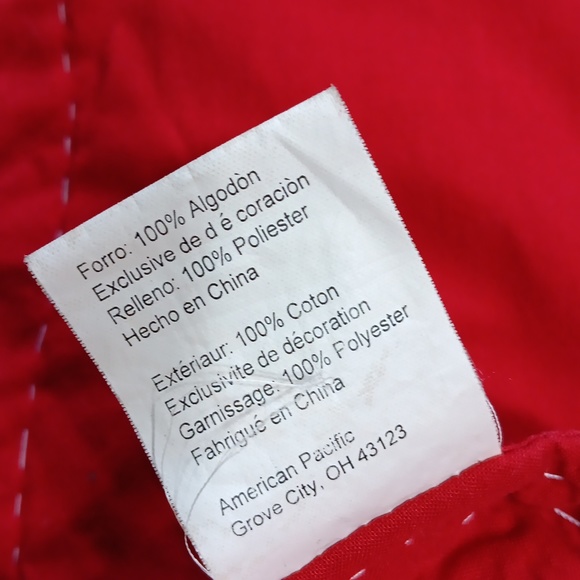 Forro: 100% Algodòn
Exclusive de d é coraciòn
Relleno: 100% Poliester
Hecho en China
Extériaur: 100% Coton
Exclusivite de décoration
Garnissage: 100% Polyester
Fabrigué en China
American Pacific
Grove City, OH 43123